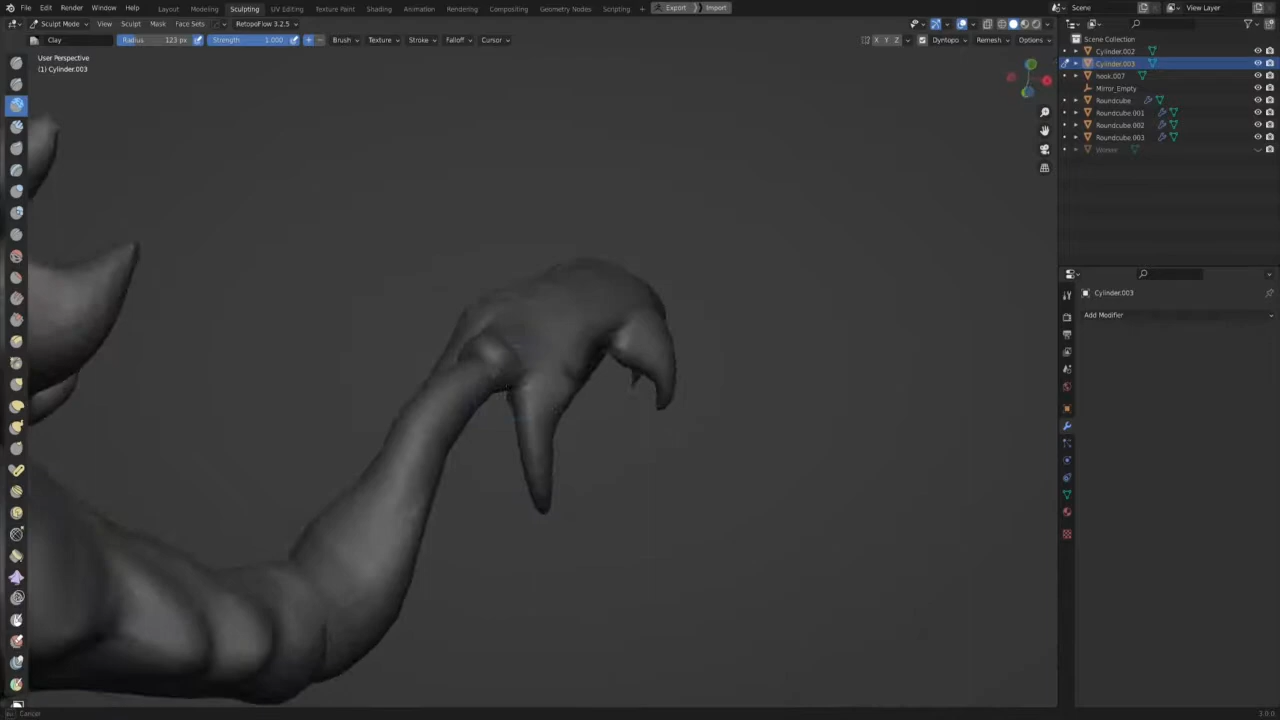 File Edit Render Window Help Layout Modeling Sculpting UV Editing Texture Paint Shading Animation Rendering Compositing Geometry Nodes Scripting Export Import Scene View Layer
Sculpt Mode View Sculpt Mask Face Sets RetopoFlow 3.2.5
Clay Radius 123 px Strength 1.000 Brush Texture Stroke Falloff Cursor X Y Z Dyntopo Remesh Options
User Perspective
(1) Cylinder.003
Scene Collection
Cylinder.002
Cylinder.003
hook.007
Mirror_Empty
Roundcube
Roundcube.001
Roundcube.002
Roundcube.003
Cylinder.003
Add Modifier
Cancel